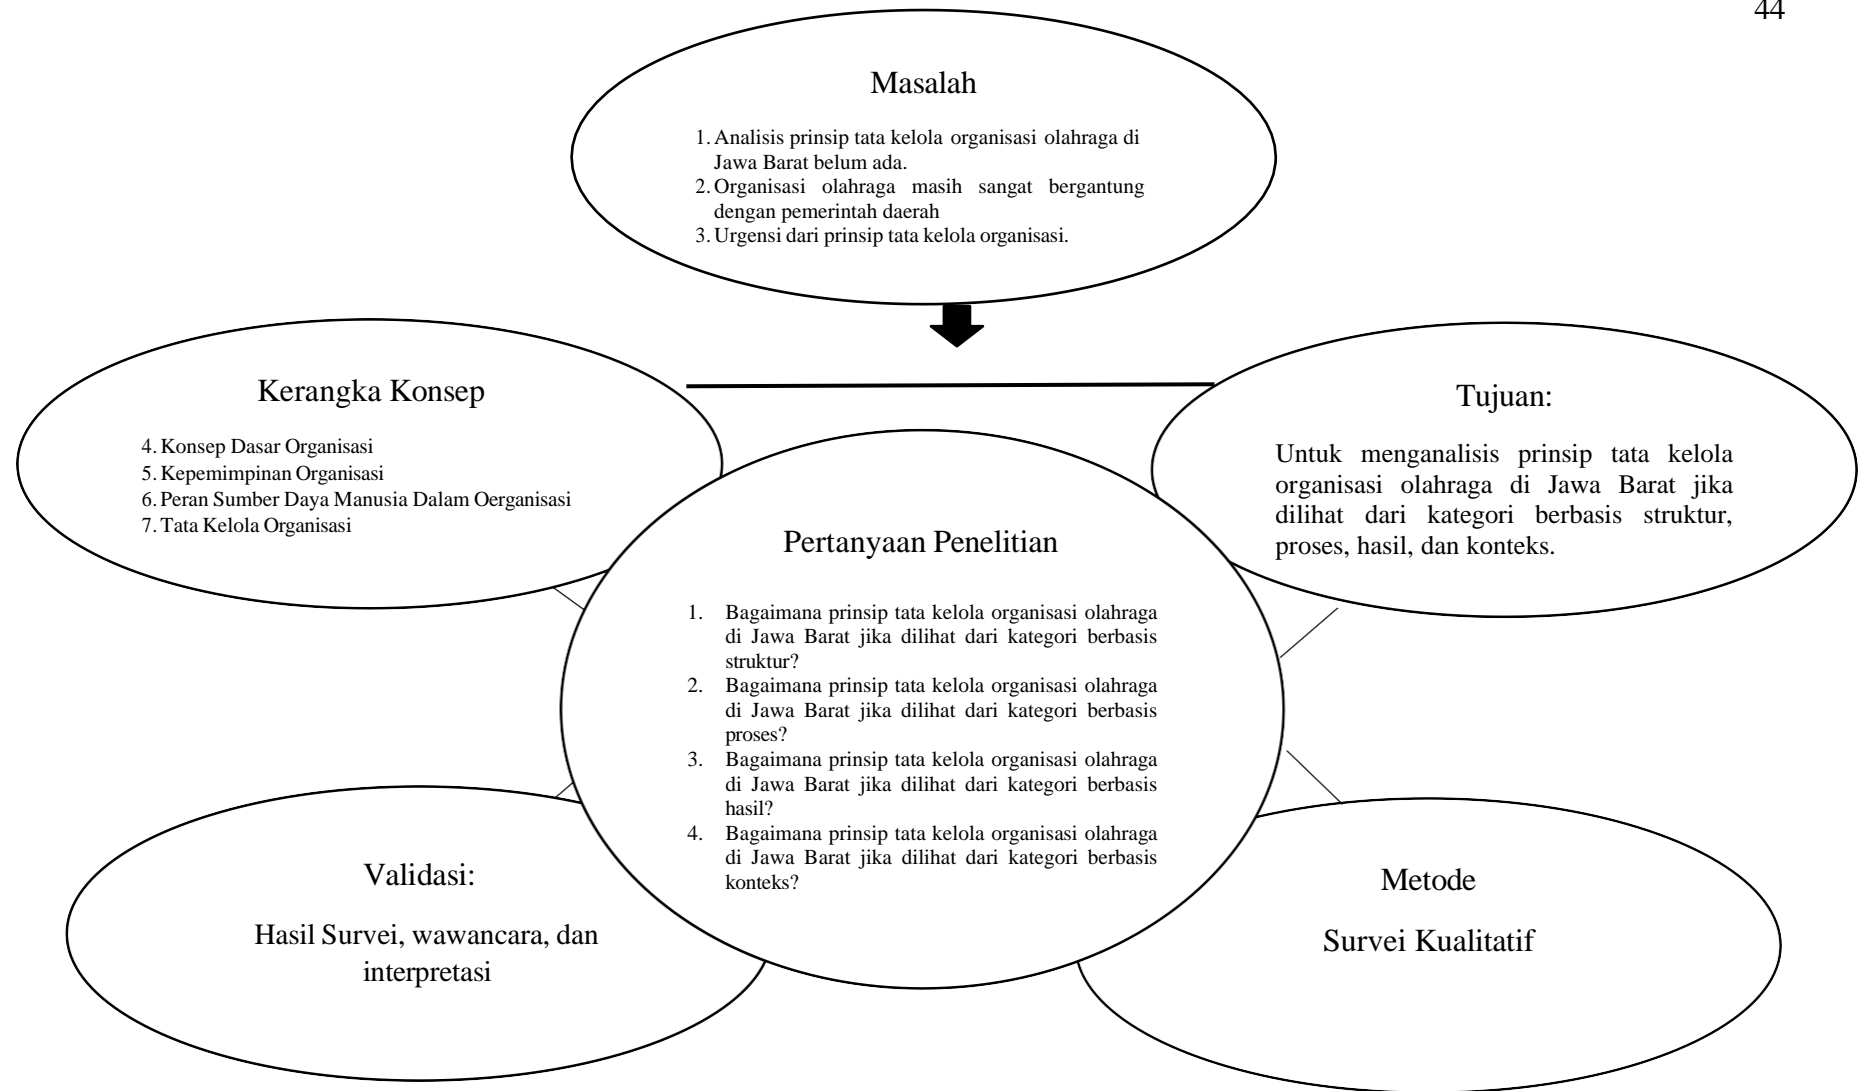 44
Masalah
1. Analisis prinsip tata kelola organisasi olahraga di
Jawa Barat belum ada.
2. Organisasi olahraga masih sangat bergantung
dengan pemerintah daerah
3. Urgensi dari prinsip tata kelola organisasi.
Kerangka Konsep
4. Konsep Dasar Organisasi
5. Kepemimpinan Organisasi
6. Peran Sumber Daya Manusia Dalam Oerganisasi
7. Tata Kelola Organisasi
Tujuan:
Untuk menganalisis prinsip tata kelola
organisasi olahraga di Jawa Barat jika
dilihat dari kategori berbasis struktur,
proses, hasil, dan konteks.
Pertanyaan Penelitian
1. Bagaimana prinsip tata kelola organisasi olahraga
di Jawa Barat jika dilihat dari kategori berbasis
struktur?
2. Bagaimana prinsip tata kelola organisasi olahraga
di Jawa Barat jika dilihat dari kategori berbasis
proses?
3. Bagaimana prinsip tata kelola organisasi olahraga
di Jawa Barat jika dilihat dari kategori berbasis
hasil?
4. Bagaimana prinsip tata kelola organisasi olahraga
di Jawa Barat jika dilihat dari kategori berbasis
konteks?
Validasi:
Hasil Survei, wawancara, dan
interpretasi
Metode
Survei Kualitatif